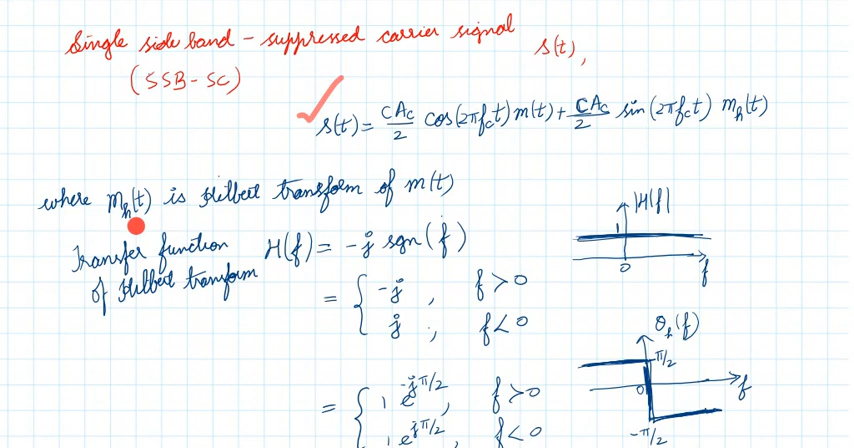 Single side band - suppressed carrier signal s(t),
(SSB-SC)
s(t) = CAc/2 cos(2πfct) m(t) + CAc/2 sin(2πfct) mh(t)
where mh(t) is Hilbert transform of m(t)
|H(f)|
1
0
f
Transfer function H(f) = -j sgn(f)
of Hilbert transform
= { -j , f > 0
j , f < 0
θh(f)
π/2
0
f
-π/2
= { 1 e^-jπ/2 , f > 0
1 e^jπ/2 , f < 0